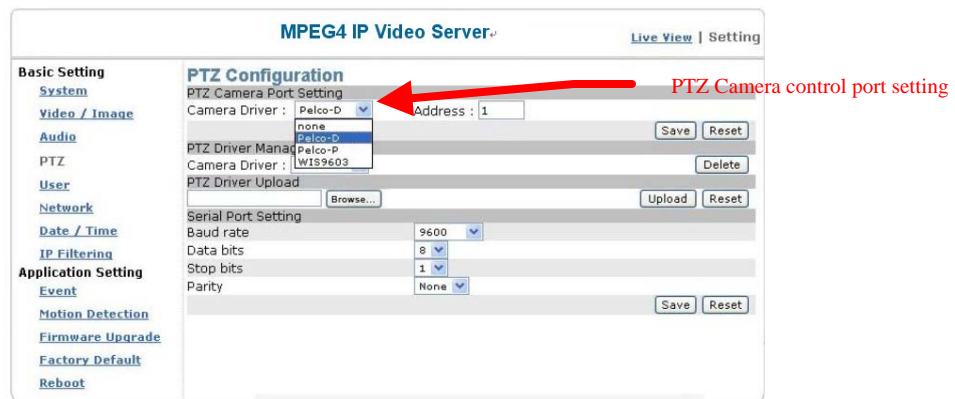 MPEG4 IP Video Server
Live View | Setting
Basic Setting
System
Video / Image
Audio
PTZ
User
Network
Date / Time
IP Filtering
Application Setting
Event
Motion Detection
Firmware Upgrade
Factory Default
Reboot
PTZ Configuration
PTZ Camera Port Setting
PTZ Camera control port setting
Camera Driver : Pelco-D Address : 1
none
Pelco-D
Pelco-P
WIS9603
Save Reset
PTZ Driver Manag
Camera Driver :
Delete
PTZ Driver Upload
Browse...
Upload Reset
Serial Port Setting
Baud rate 9600
Data bits 8
Stop bits 1
Parity None
Save Reset